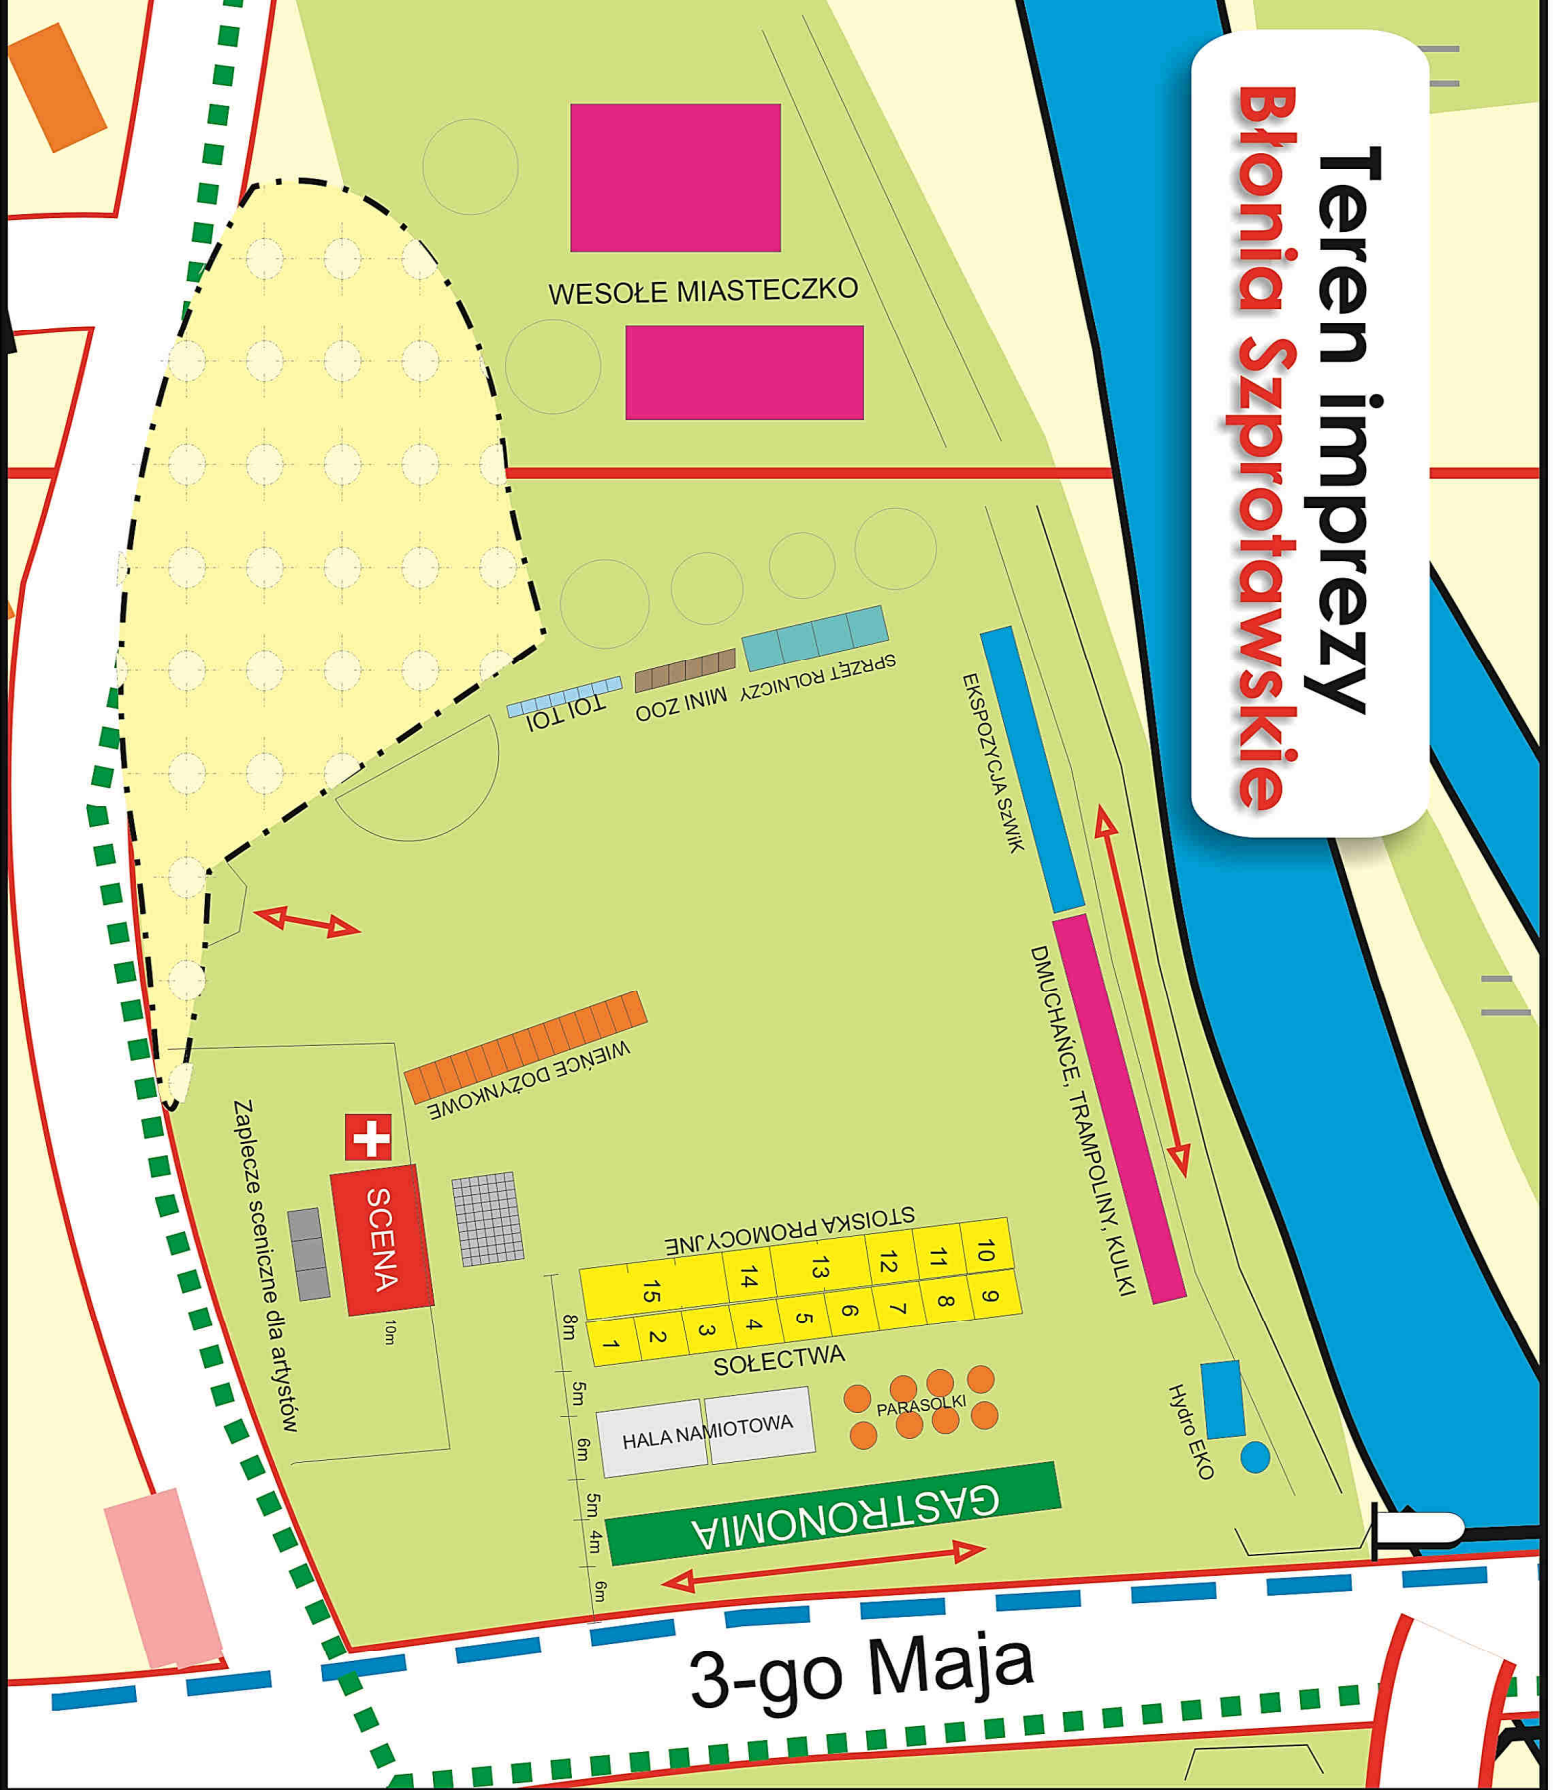 Teren imprezy
Błonia Szprotawskie
WESOŁE MIASTECZKO
TOI TOI
MINI ZOO
SPRZĘT ROLNICZY
EKSPOZYCJA SzWiK
DMUCHAŃCE, TRAMPOLINY, KULKI
WIEŃCE DOŻYNKOWE
Zaplecze sceniczne dla artystów
SCENA
10m
STOISKA PROMOCYJNE
15 14 13 12 11 10
1 2 3 4 5 6 7 8 9
SOŁECTWA
8m
5m
6m
5m
4m
6m
HALA NAMIOTOWA
PARASOLKI
Hydro EKO
GASTRONOMIA
3-go Maja